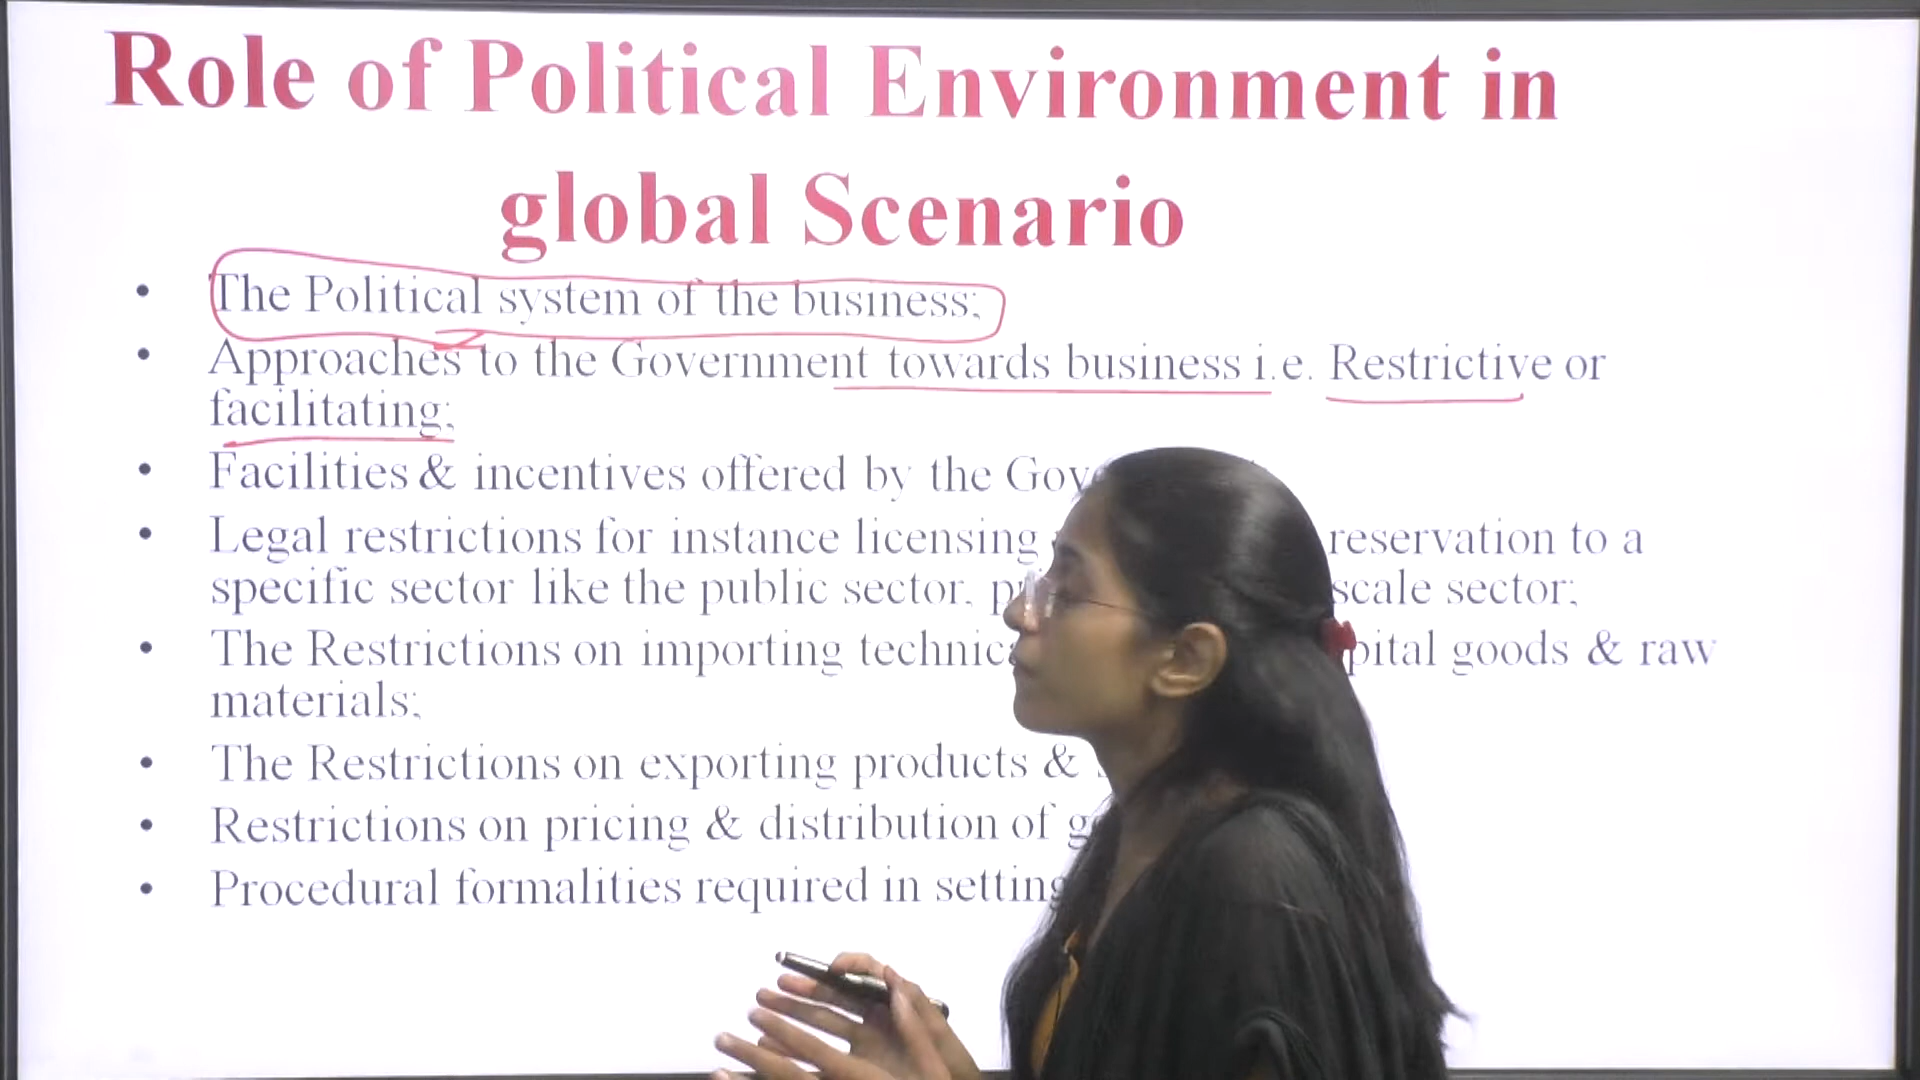 Role of Political Environment in
global Scenario
• The Political system of the business;
• Approaches to the Government towards business i.e. Restrictive or
facilitating;
• Facilities & incentives offered by the
• Legal restrictions for instance licensing reservation to a
specific sector like the public sector, scale sector;
• The Restrictions on importing goods & raw
materials;
• The Restrictions on exporting products &
• Restrictions on pricing & distribution of
• Procedural formalities required in